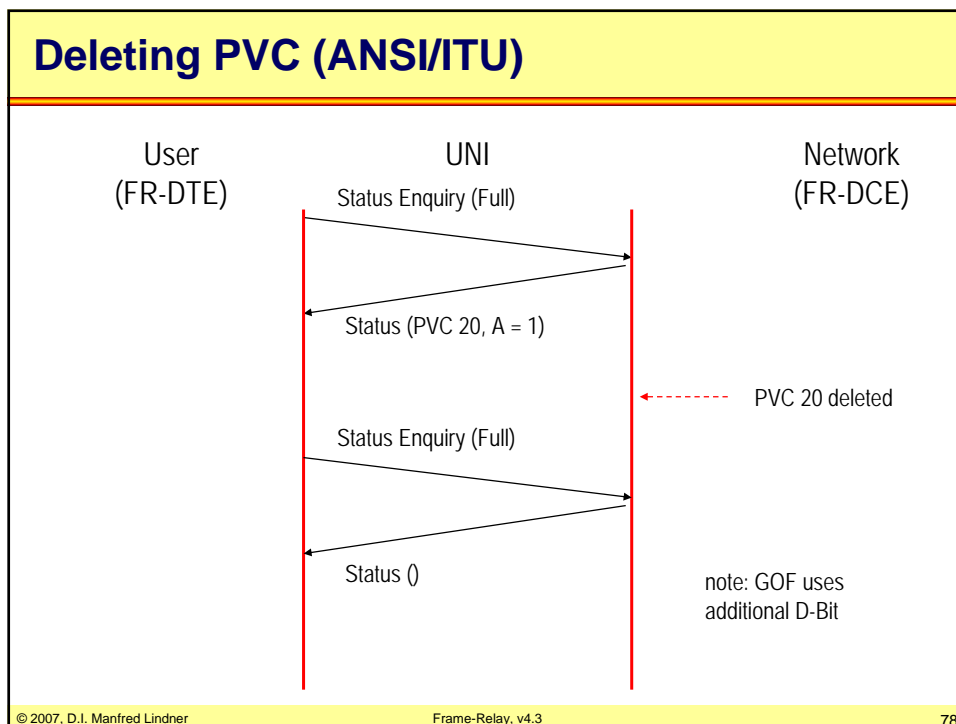 Deleting PVC (ANSI/ITU)
User
(FR-DTE)
UNI
Network
(FR-DCE)
Status Enquiry (Full)
Status (PVC 20, A = 1)
PVC 20 deleted
Status Enquiry (Full)
Status ()
note: GOF uses
additional D-Bit
© 2007, D.I. Manfred Lindner
Frame-Relay, v4.3
78